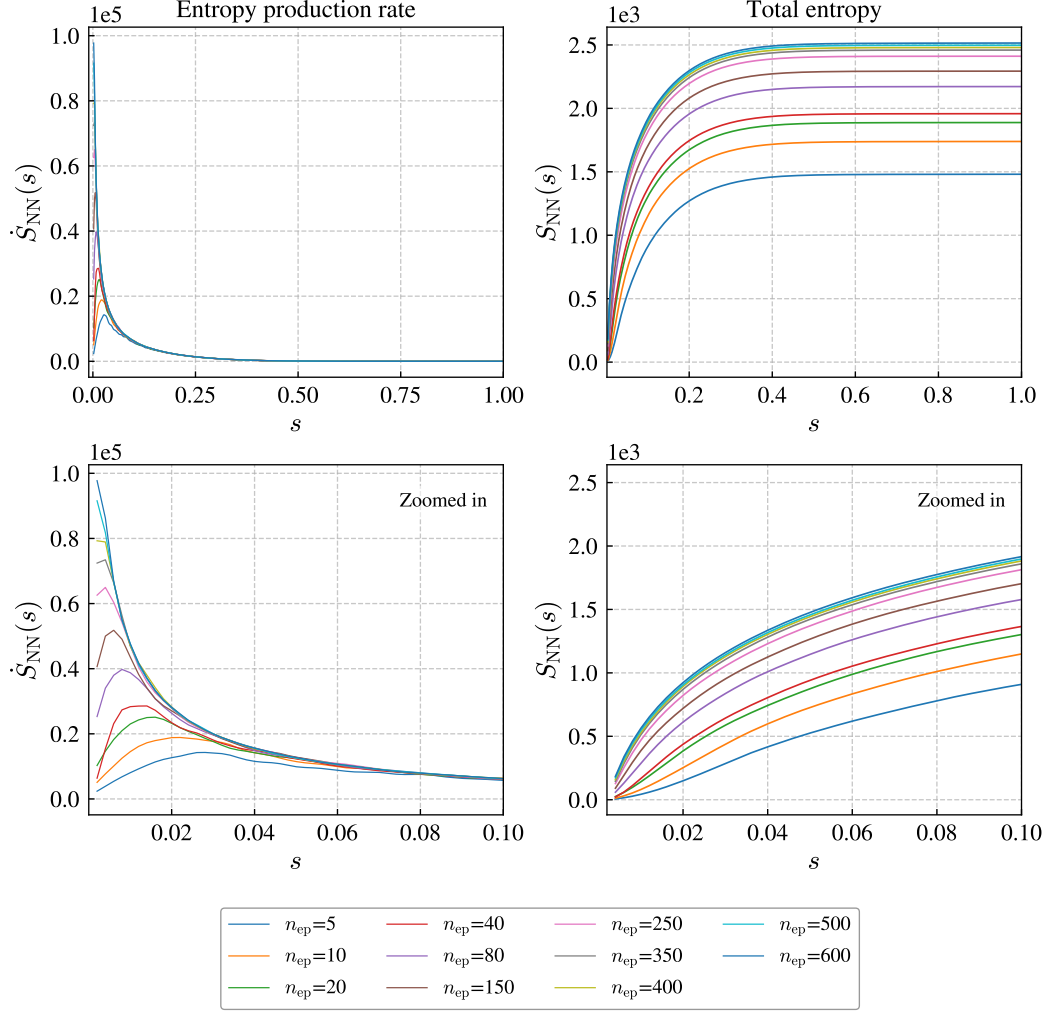 Entropy production rate
1e5
1.0
0.8
0.6
0.4
0.2
0.0
Ṡ_NN(s)
0.00 0.25 0.50 0.75 1.00
s
Total entropy
1e3
2.5
2.0
1.5
1.0
0.5
0.0
S_NN(s)
0.2 0.4 0.6 0.8 1.0
s
1e5
Zoomed in
1.0
0.8
0.6
0.4
0.2
0.0
Ṡ_NN(s)
0.02 0.04 0.06 0.08 0.10
s
1e3
Zoomed in
2.5
2.0
1.5
1.0
0.5
0.0
S_NN(s)
0.02 0.04 0.06 0.08 0.10
s
n_ep=5 n_ep=40 n_ep=250 n_ep=500
n_ep=10 n_ep=80 n_ep=350 n_ep=600
n_ep=20 n_ep=150 n_ep=400